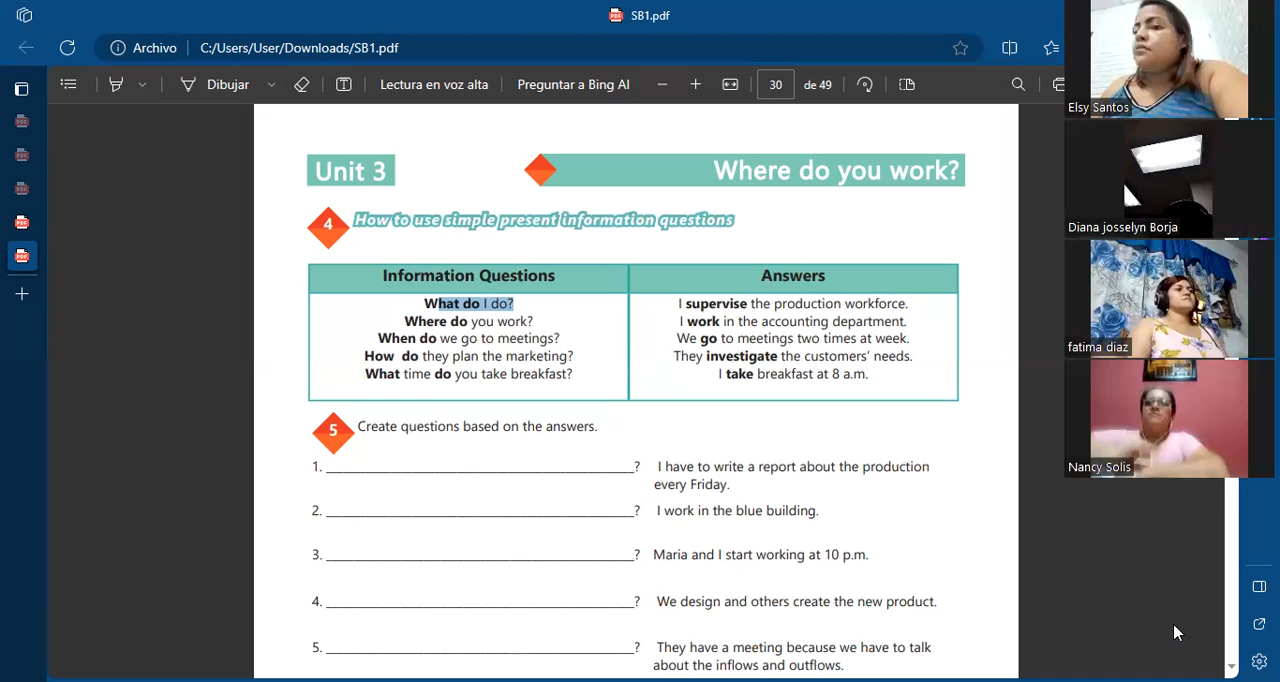 SB1.pdf
Archivo
C:/Users/User/Downloads/SB1.pdf
Dibujar
Lectura en voz alta
Preguntar a Bing AI
30
de 49
Unit 3
Where do you work?
4
How to use simple present information questions
Information Questions
Answers
What do I do?
I supervise the production workforce.
Where do you work?
I work in the accounting department.
When do we go to meetings?
We go to meetings two times at week.
How do they plan the marketing?
They investigate the customers' needs.
What time do you take breakfast?
I take breakfast at 8 a.m.
5
Create questions based on the answers.
1. ______________________________________________?
I have to write a report about the production
every Friday.
2. ______________________________________________?
I work in the blue building.
3. ______________________________________________?
Maria and I start working at 10 p.m.
4. ______________________________________________?
We design and others create the new product.
5. ______________________________________________?
They have a meeting because we have to talk
about the inflows and outflows.
Elsy Santos
Diana josselyn Borja
fatima diaz
Nancy Solis